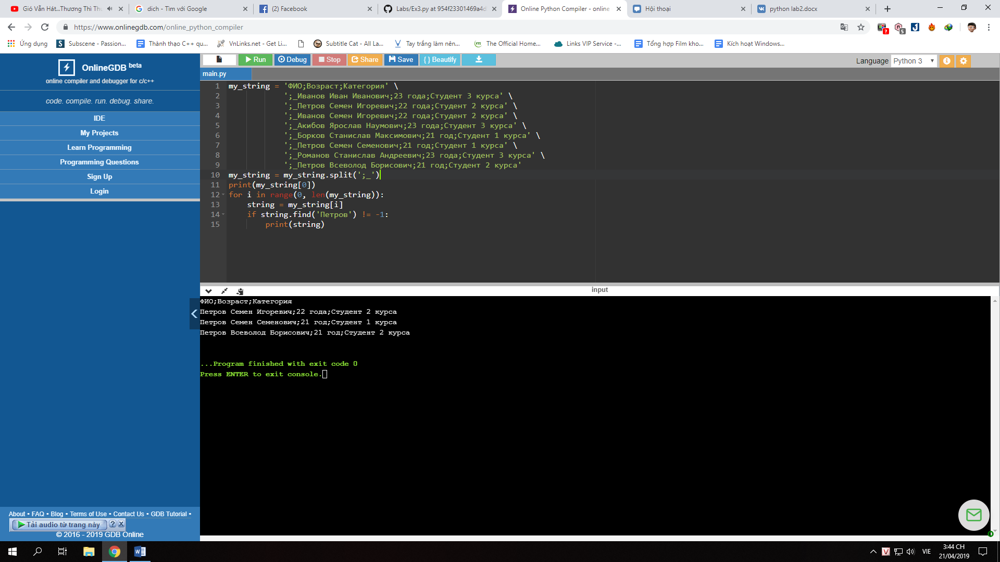 Gió Vẫn Hát...Thương Thì Thu
dich - Tìm với Google
(2) Facebook
Labs/Ex3.py at 954f23301469a4d
Online Python Compiler - online
Hội thoại
python lab2.docx
https://www.onlinegdb.com/online_python_compiler
Ứng dụng
Subscene - Passion...
Thành thạo C++ qu...
VnLinks.net - Get Li...
Subtitle Cat - All La...
Tay trắng làm nên...
The Official Home...
Links VIP Service -...
Tổng hợp Film kho...
Kích hoạt Windows...
OnlineGDB beta
online compiler and debugger for c/c++
code. compile. run. debug. share.
IDE
My Projects
Learn Programming
Programming Questions
Sign Up
Login
Run
Debug
Stop
Share
Save
{ } Beautify
Language
Python 3
main.py
1 my_string = 'ФИО;Возраст;Категория' \
2 ';_Иванов Иван Иванович;23 года;Студент 3 курса' \
3 ';_Петров Семен Игоревич;22 года;Студент 2 курса' \
4 ';_Иванов Семен Игоревич;22 года;Студент 2 курса' \
5 ';_Акибов Ярослав Наумович;23 года;Студент 3 курса' \
6 ';_Борков Станислав Максимович;21 год;Студент 1 курса' \
7 ';_Петров Семен Семенович;21 год;Студент 1 курса' \
8 ';_Романов Станислав Андреевич;23 года;Студент 3 курса' \
9 ';_Петров Всеволод Борисович;21 год;Студент 2 курса'
10 my_string = my_string.split(';_')
11 print(my_string[0])
12 for i in range(0, len(my_string)):
13 string = my_string[i]
14 if string.find('Петров') != -1:
15 print(string)
input
ФИО;Возраст;Категория
Петров Семен Игоревич;22 года;Студент 2 курса
Петров Семен Семенович;21 год;Студент 1 курса
Петров Всеволод Борисович;21 год;Студент 2 курса
...Program finished with exit code 0
Press ENTER to exit console.
About • FAQ • Blog • Terms of Use • Contact Us • GDB Tutorial •
Tải audio từ trang này
© 2016 - 2019 GDB Online
VIE
3:44 CH
21/04/2019